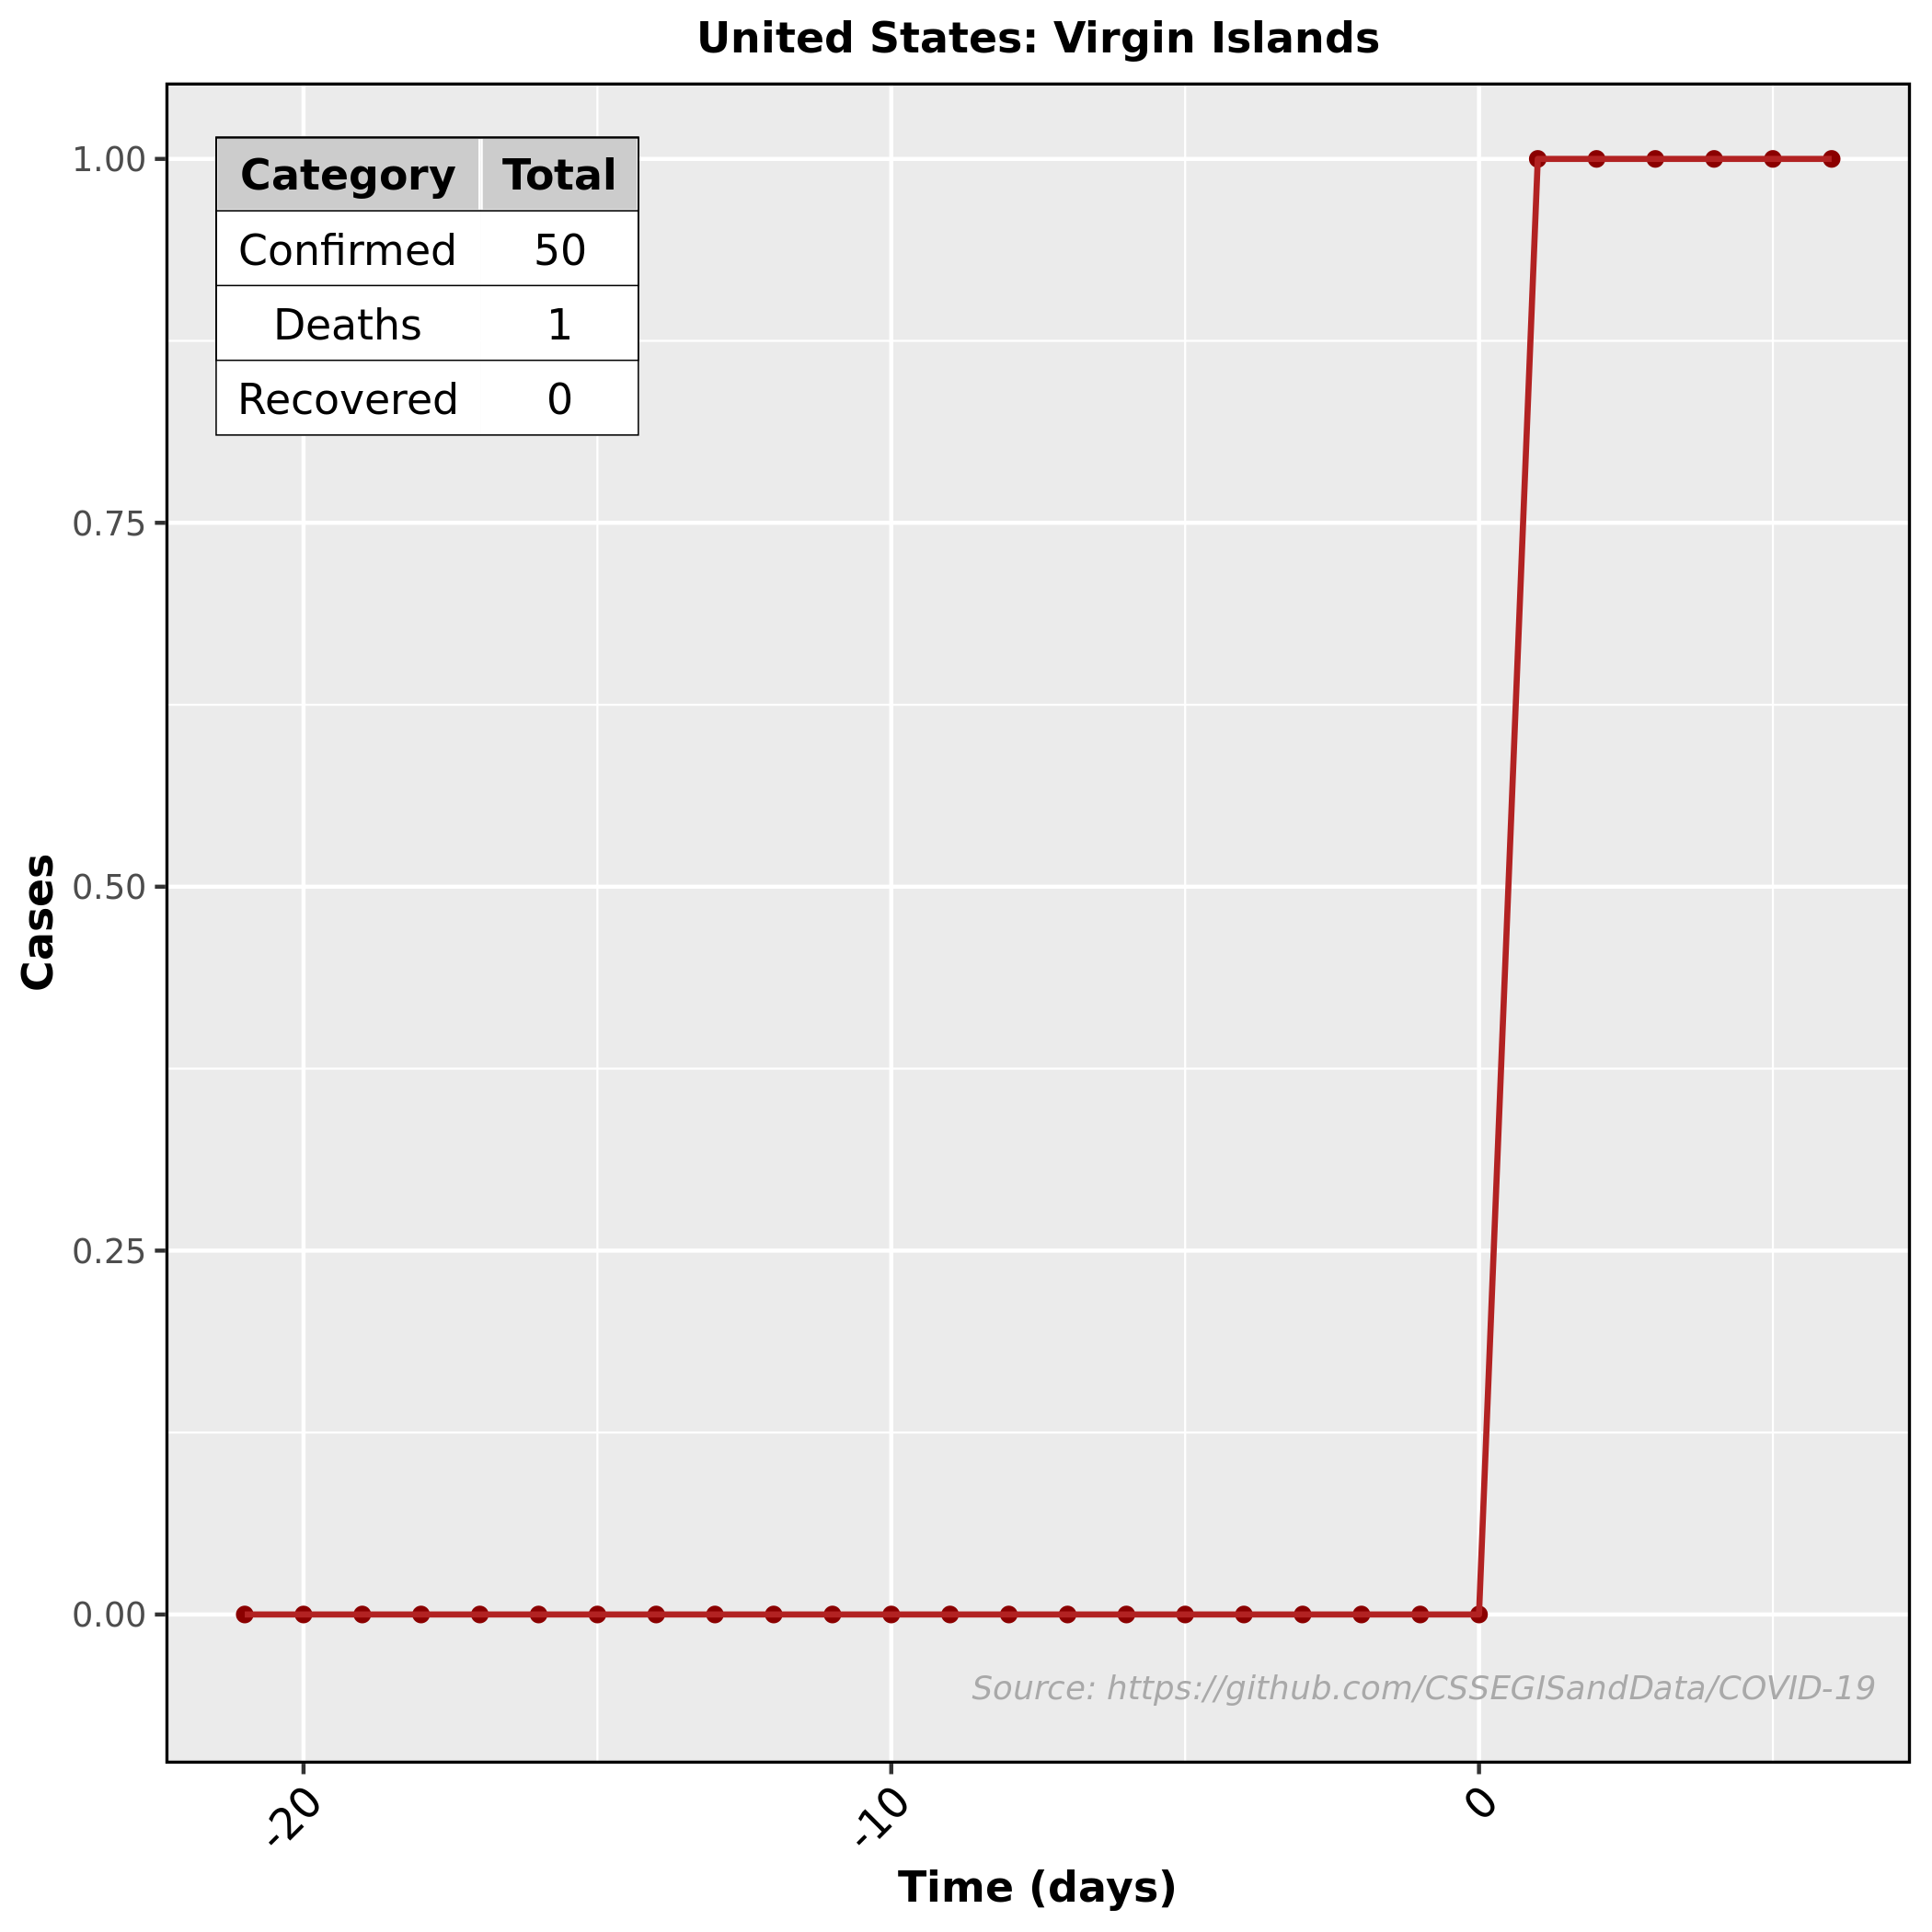 United States: Virgin Islands
Category Total
Confirmed 50
Deaths 1
Recovered 0
1.00
0.75
0.50
0.25
0.00
Cases
Source: https://github.com/CSSEGISandData/COVID-19
-20 -10 0
Time (days)